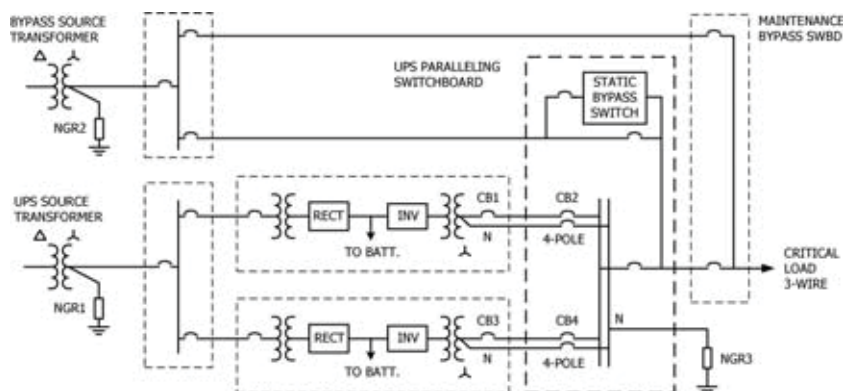 BYPASS SOURCE
TRANSFORMER
NGR2
UPS PARALLELING
SWITCHBOARD
STATIC
BYPASS
SWITCH
MAINTENANCE
BYPASS SWBD
UPS SOURCE
TRANSFORMER
NGR1
RECT
INV
TO BATT.
CB1
N
CB2
4-POLE
CRITICAL
LOAD
3-WIRE
RECT
INV
TO BATT.
CB3
N
CB4
4-POLE
N
NGR3